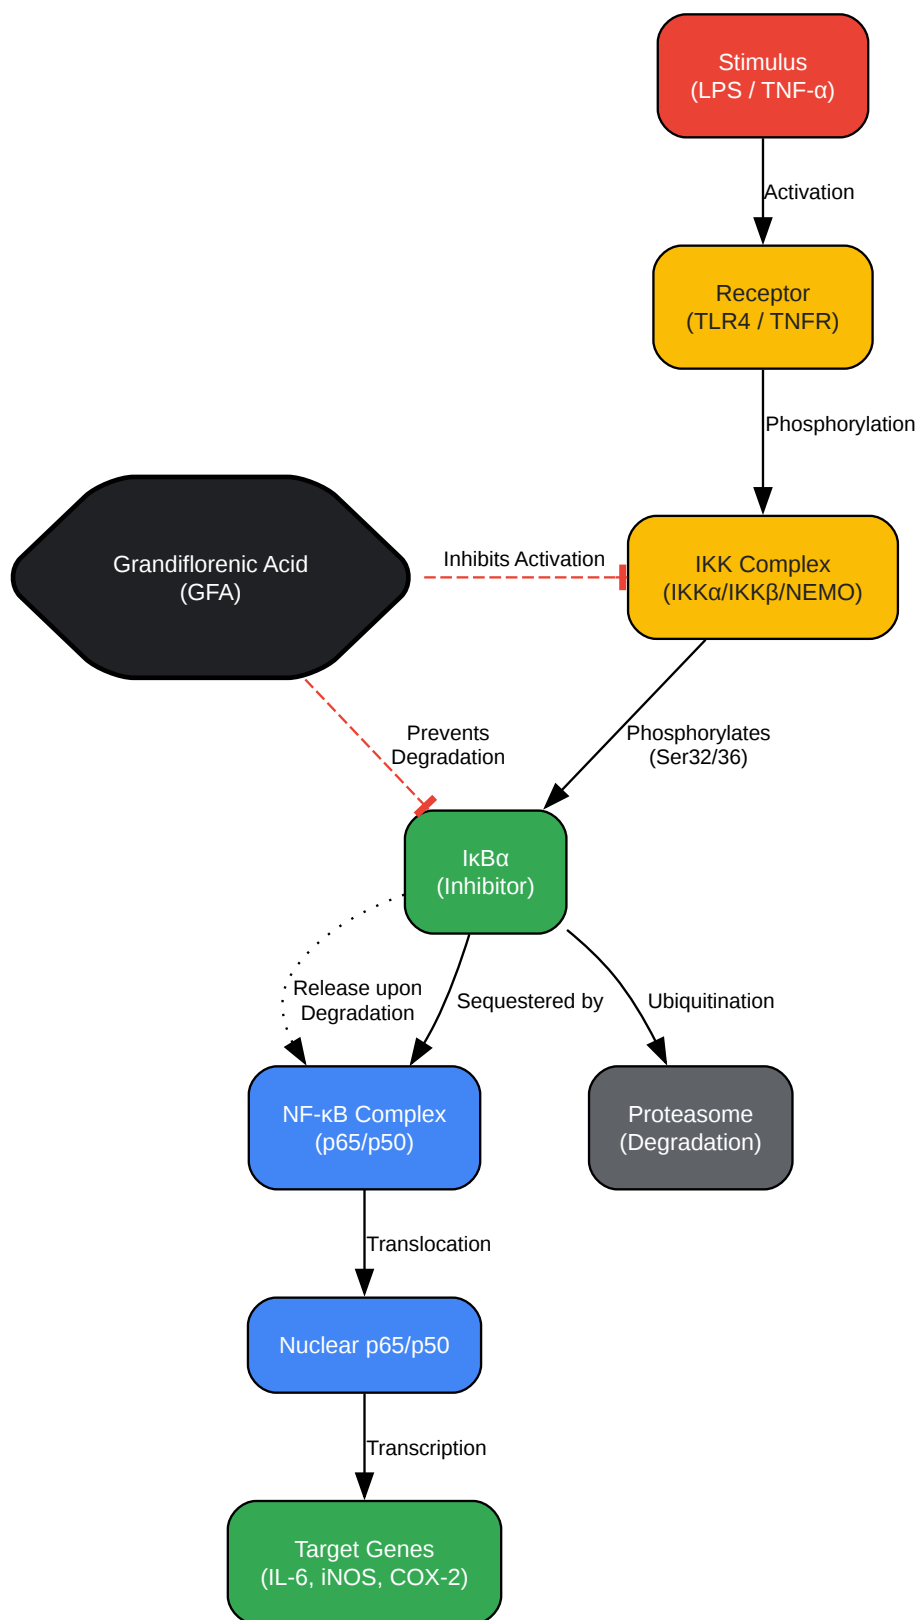 Stimulus
(LPS / TNF-α)
Activation
Receptor
(TLR4 / TNFR)
Phosphorylation
Grandiflorenic Acid
(GFA)
Inhibits Activation
IKK Complex
(IKKα/IKKβ/NEMO)
Prevents
Degradation
Phosphorylates
(Ser32/36)
IκBα
(Inhibitor)
Release upon
Degradation
Sequestered by
Ubiquitination
NF-κB Complex
(p65/p50)
Proteasome
(Degradation)
Translocation
Nuclear p65/p50
Transcription
Target Genes
(IL-6, iNOS, COX-2)